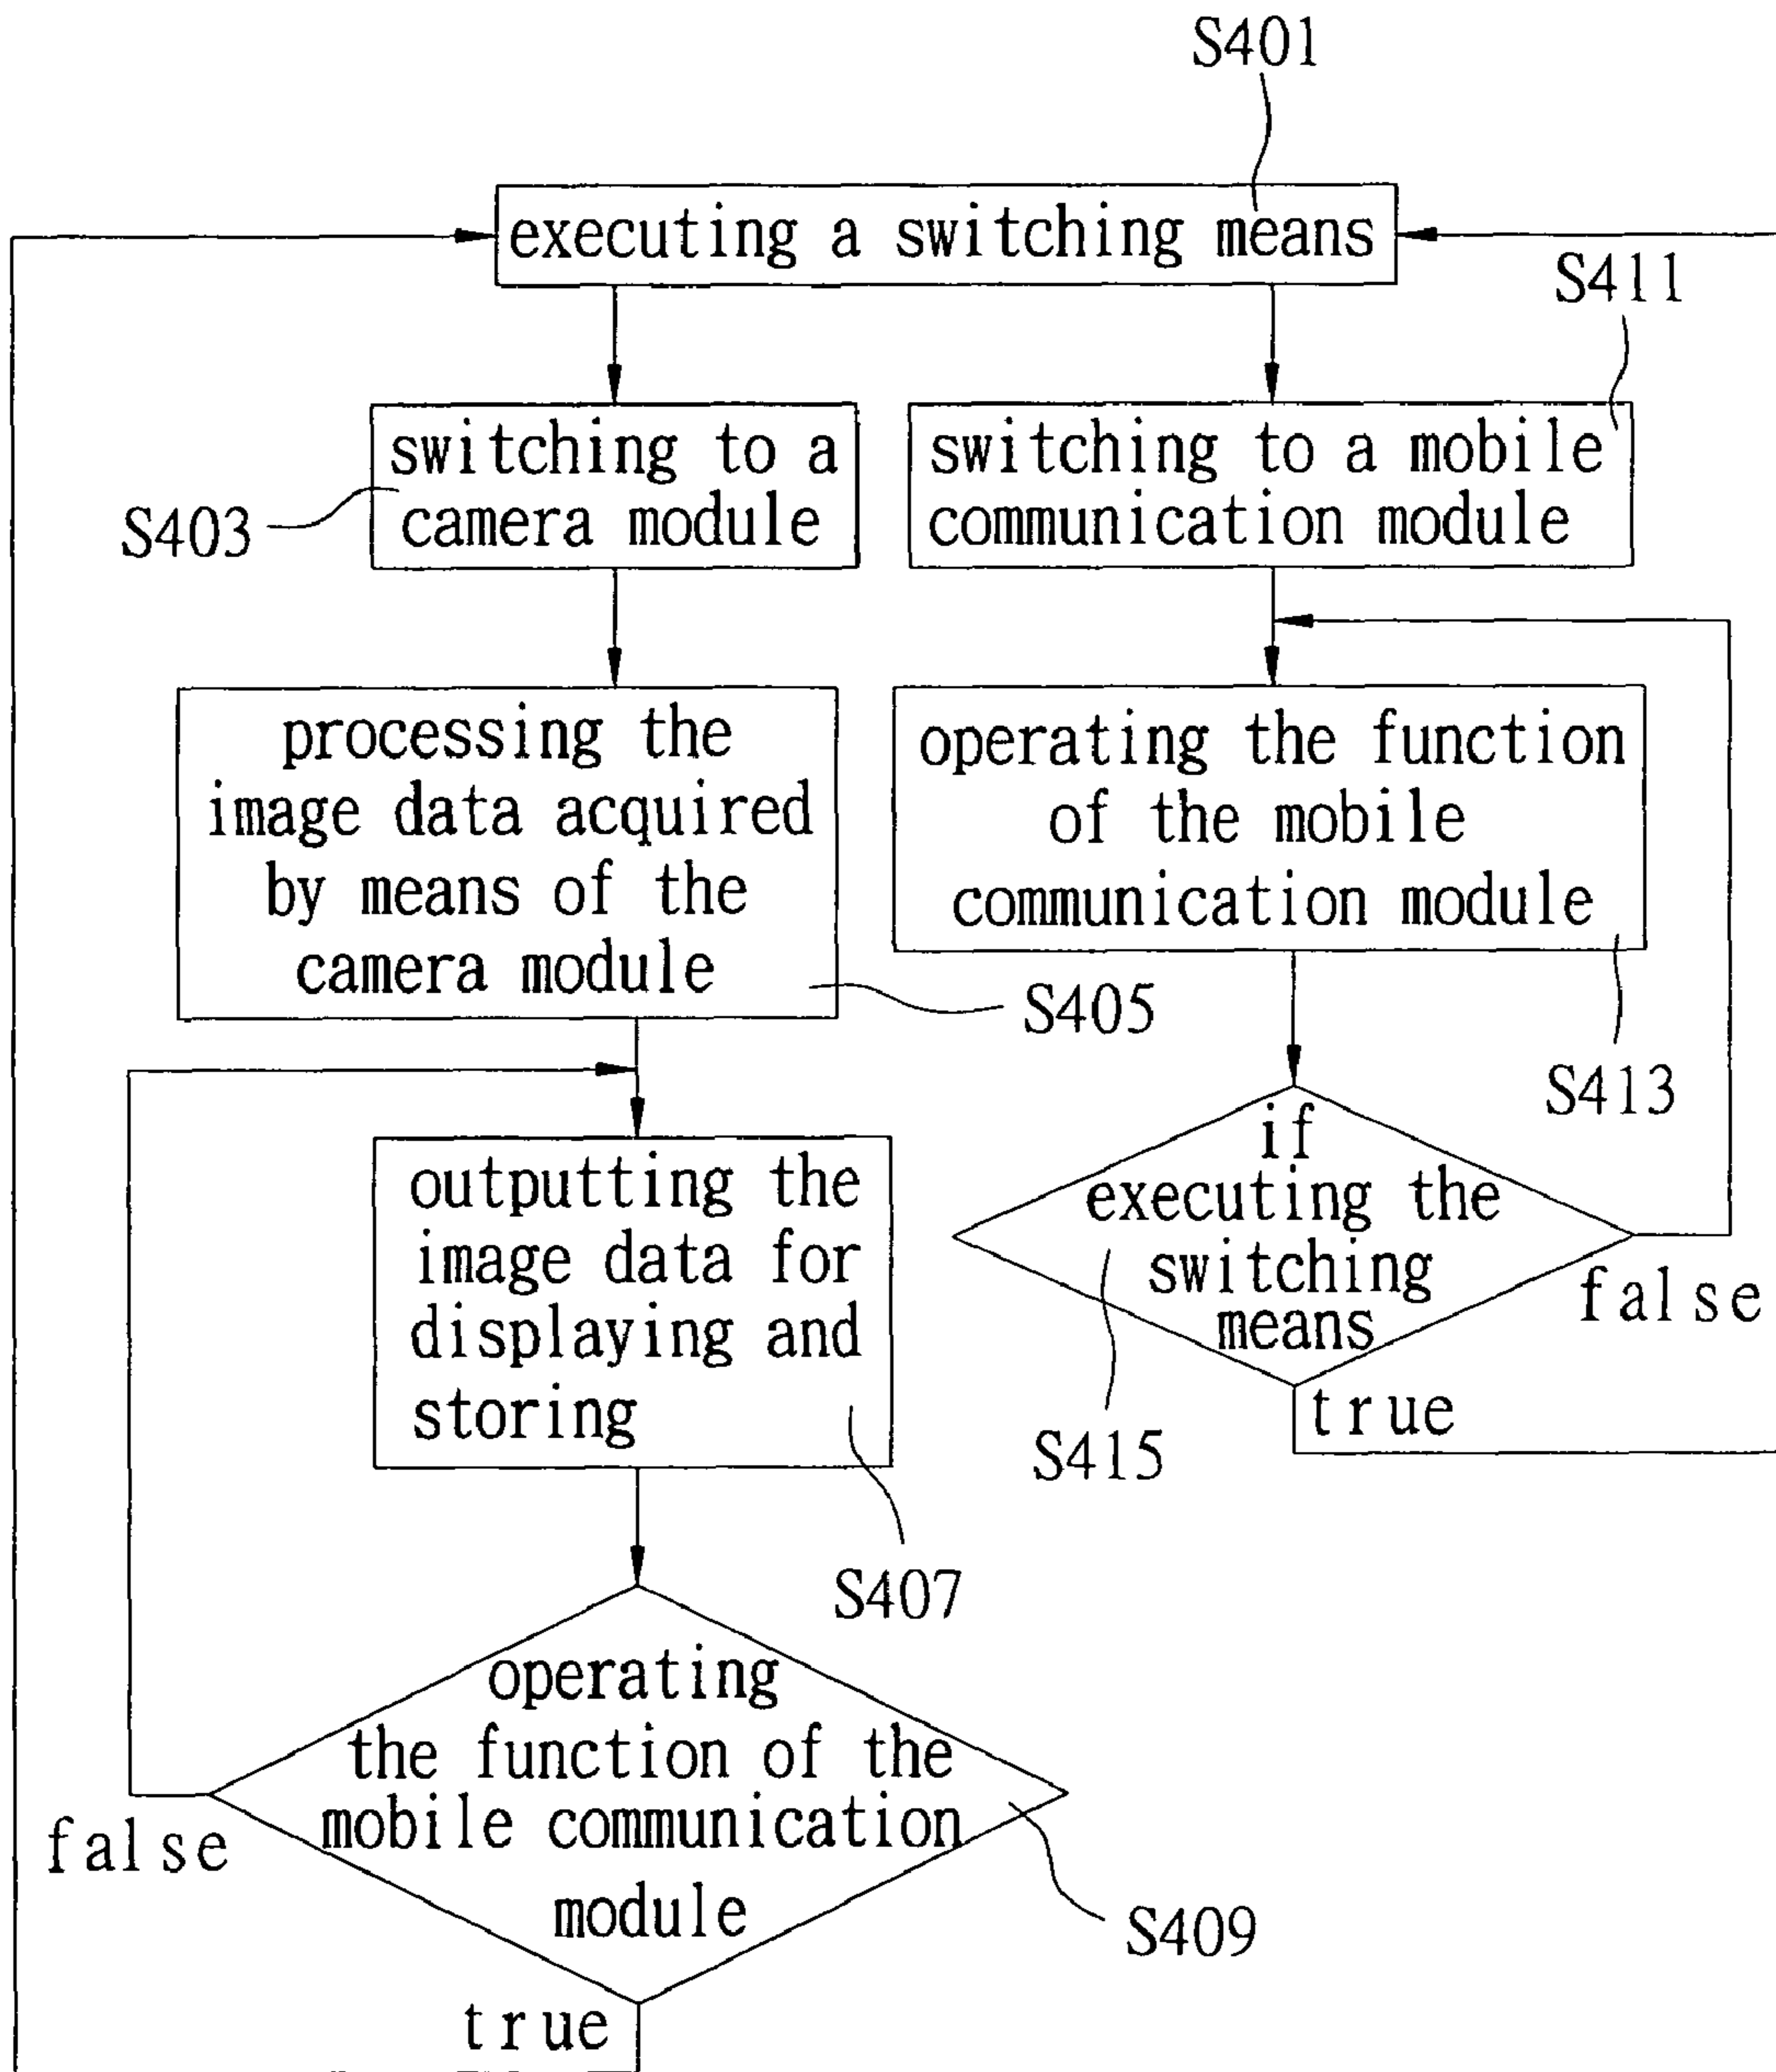 S401
executing a switching means
S411
switching to a
camera module
S403
switching to a mobile
communication module
processing the
image data acquired
by means of the
camera module
S405
operating the function
of the mobile
communication module
S413
outputting the
image data for
displaying and
storing
S407
if
executing the
switching
means
false
true
S415
operating
the function of the
mobile communication
module
false
S409
true